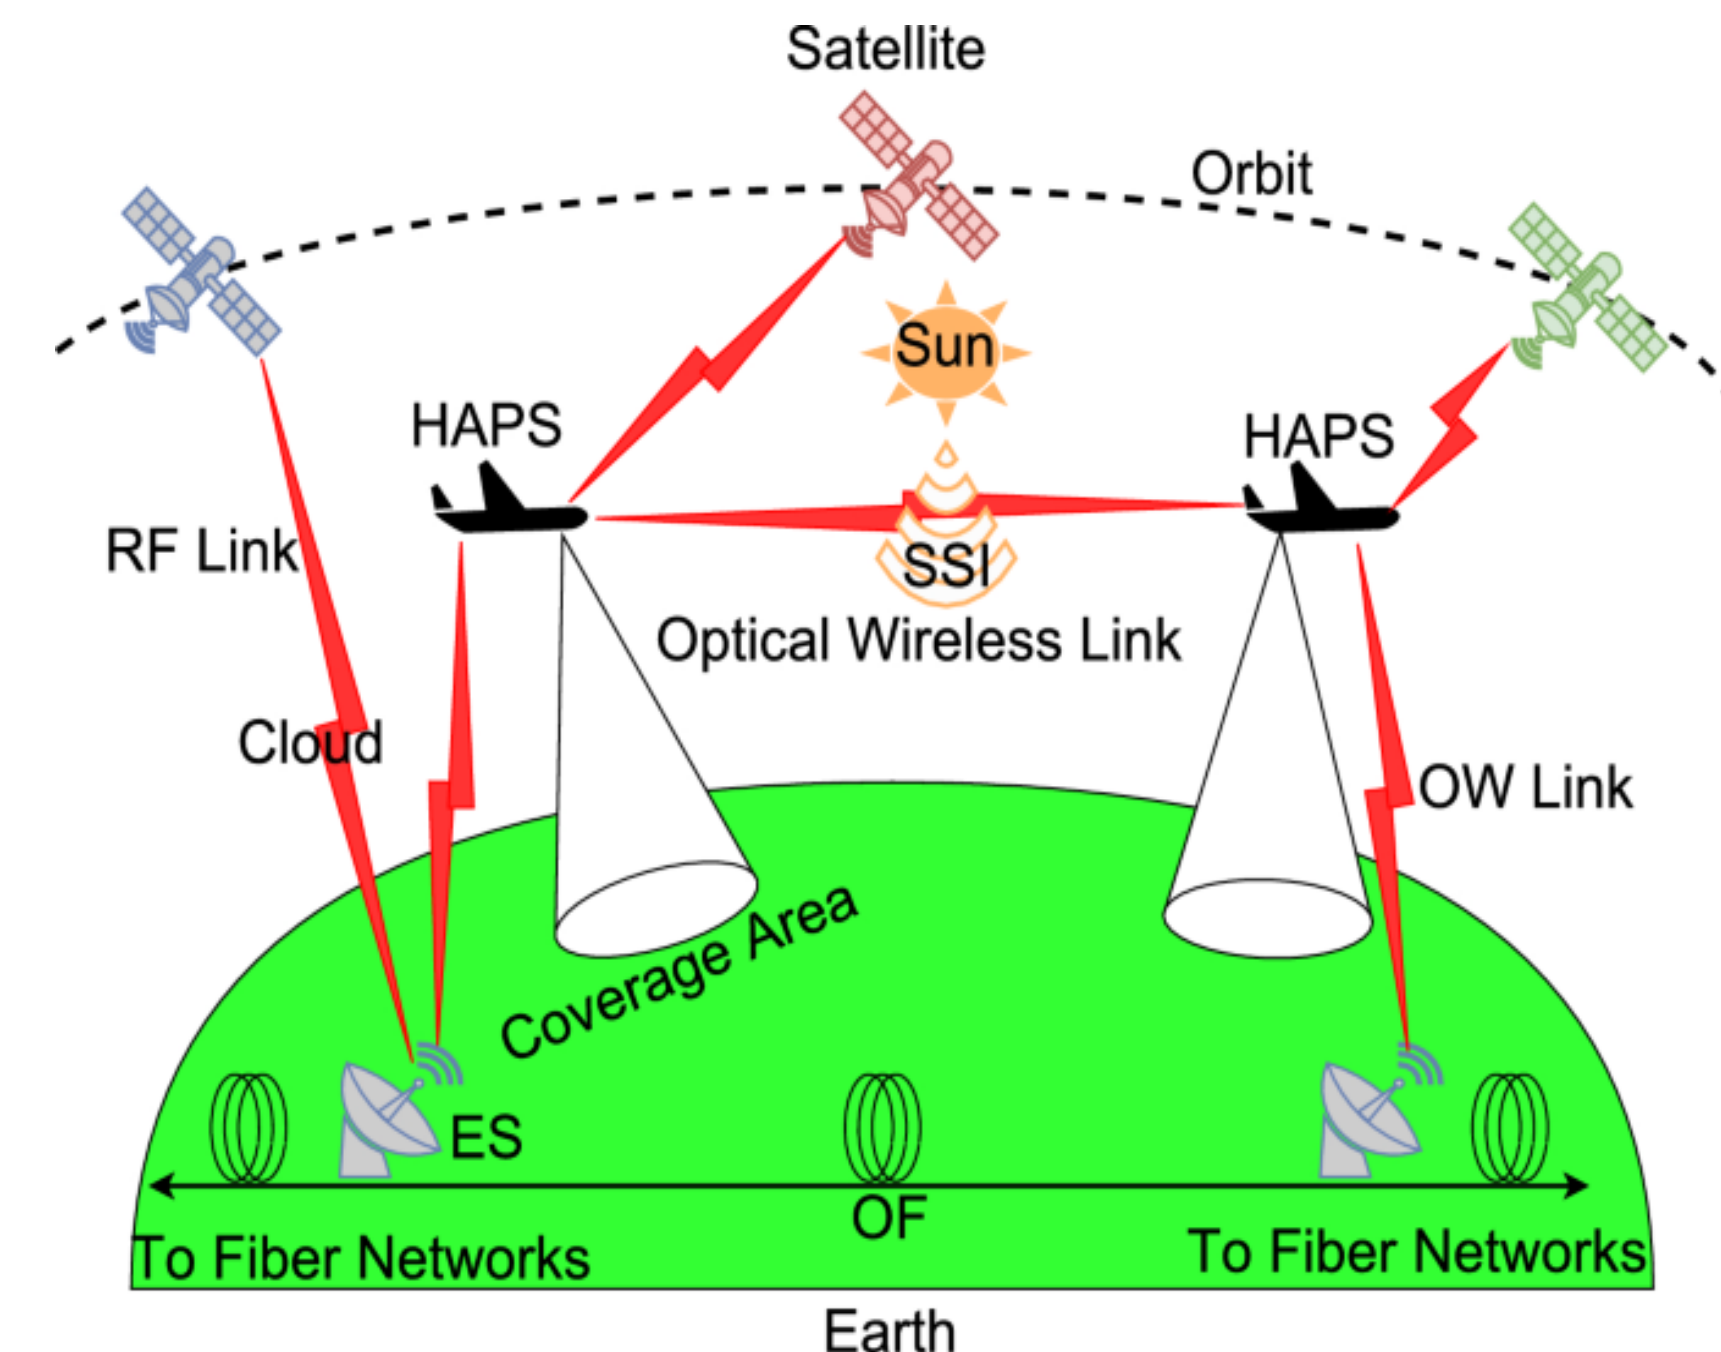 Satellite
Orbit
Sun
HAPS
HAPS
RF Link
SSI
Optical Wireless Link
Cloud
OW Link
Coverage Area
ES
OF
To Fiber Networks
To Fiber Networks
Earth